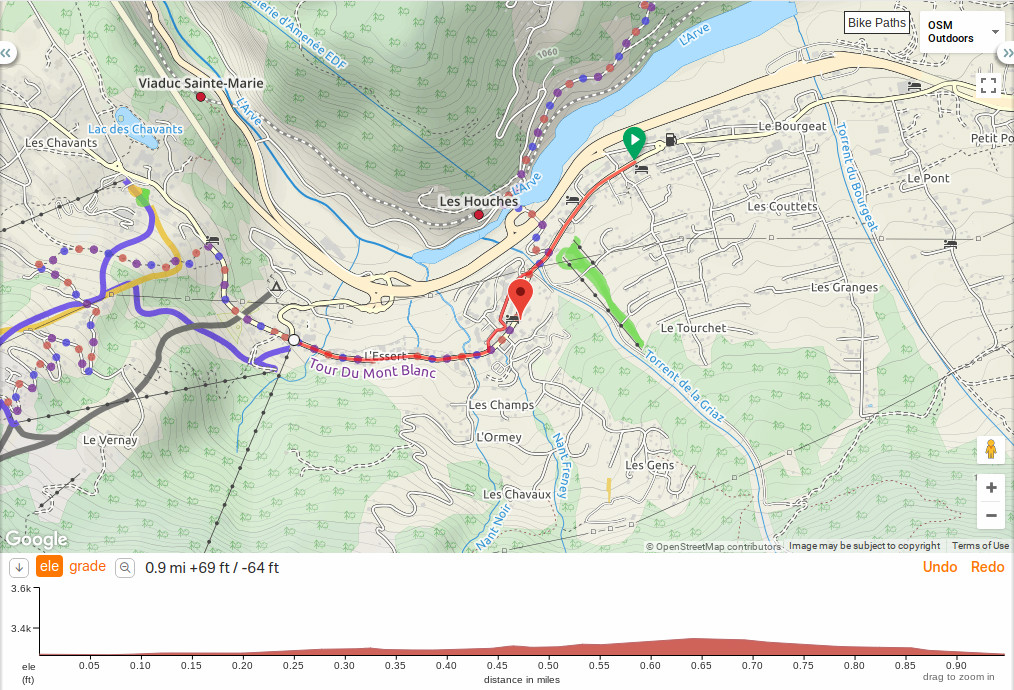 Galerie d'Amenée EDF
1060
L'Arve
Bike Paths
OSM
Outdoors
Viaduc Sainte-Marie
L'Arve
Lac des Chavants
Les Chavants
Le Bourgeat
Torrent du Bourgeat
Petit Po
Le Pont
L'Arve
Les Houches
Les Couttets
Les Granges
Le Tourchet
L'Essert
Tour Du Mont Blanc
Torrent de la Griaz
Les Champs
L'Ormey
Le Vernay
Nant Freney
Les Gens
Les Chavaux
Nant Noir
Google
© OpenStreetMap contributors
Image may be subject to copyright
Terms of Use
ele grade 0.9 mi +69 ft / -64 ft
Undo Redo
3.6k
3.4k
ele
(ft)
0.05 0.10 0.15 0.20 0.25 0.30 0.35 0.40 0.45 0.50 0.55 0.60 0.65 0.70 0.75 0.80 0.85 0.90
distance in miles
drag to zoom in